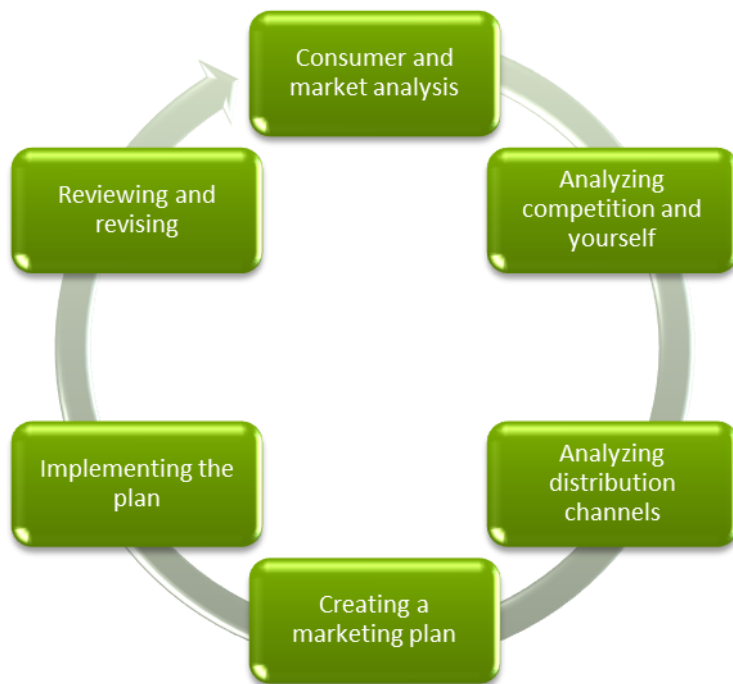 Consumer and
market analysis
Analyzing
competition and
yourself
Analyzing
distribution
channels
Creating a
marketing plan
Implementing the
plan
Reviewing and
revising